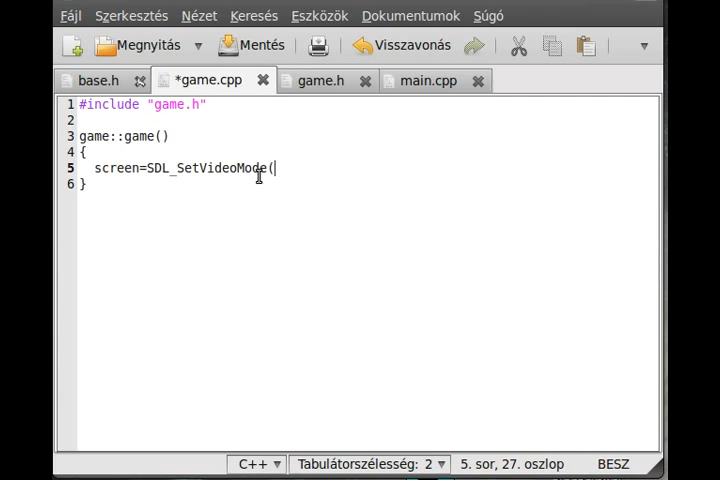 Fájl Szerkesztés Nézet Keresés Eszközök Dokumentumok Súgó
Megnyitás Mentés Visszavonás
base.h *game.cpp game.h main.cpp
1 #include "game.h"
2
3 game::game()
4 {
5 screen=SDL_SetVideoMode(
6 }
C++ Tabulátorszélesség: 2 5. sor, 27. oszlop BESZ